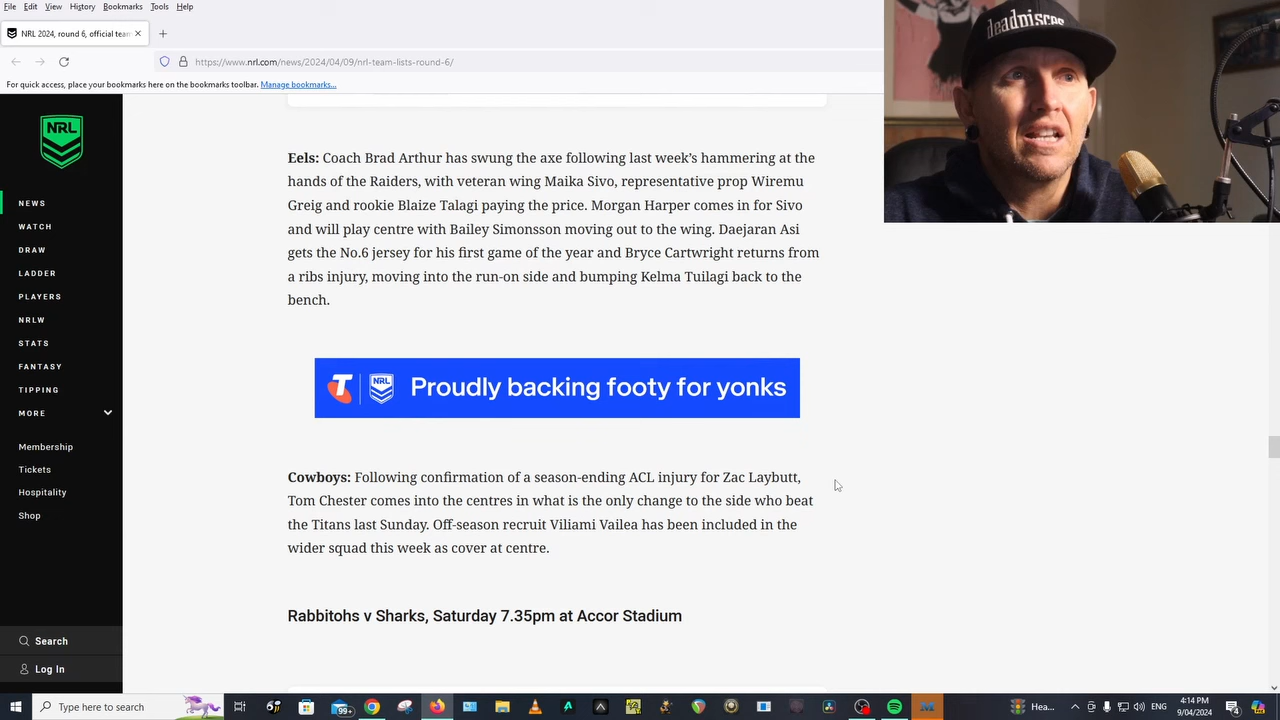 File Edit View History Bookmarks Tools Help
NRL 2024, round 6, official team
https://www.nrl.com/news/2024/04/09/nrl-team-lists-round-6/
For quick access, place your bookmarks here on the bookmarks toolbar. Manage bookmarks...
deadpisces
NRL
NEWS
WATCH
DRAW
LADDER
PLAYERS
NRLW
STATS
FANTASY
TIPPING
MORE
Membership
Tickets
Hospitality
Shop
Search
Log In
Eels: Coach Brad Arthur has swung the axe following last week's hammering at the
hands of the Raiders, with veteran wing Maika Sivo, representative prop Wiremu
Greig and rookie Blaize Talagi paying the price. Morgan Harper comes in for Sivo
and will play centre with Bailey Simonsson moving out to the wing. Daejaran Asi
gets the No.6 jersey for his first game of the year and Bryce Cartwright returns from
a ribs injury, moving into the run-on side and bumping Kelma Tuilagi back to the
bench.
T NRL Proudly backing footy for yonks
Cowboys: Following confirmation of a season-ending ACL injury for Zac Laybutt,
Tom Chester comes into the centres in what is the only change to the side who beat
the Titans last Sunday. Off-season recruit Viliami Vailea has been included in the
wider squad this week as cover at centre.
Rabbitohs v Sharks, Saturday 7.35pm at Accor Stadium
Type here to search
99+
Hea...
ENG
4:14 PM
9/04/2024